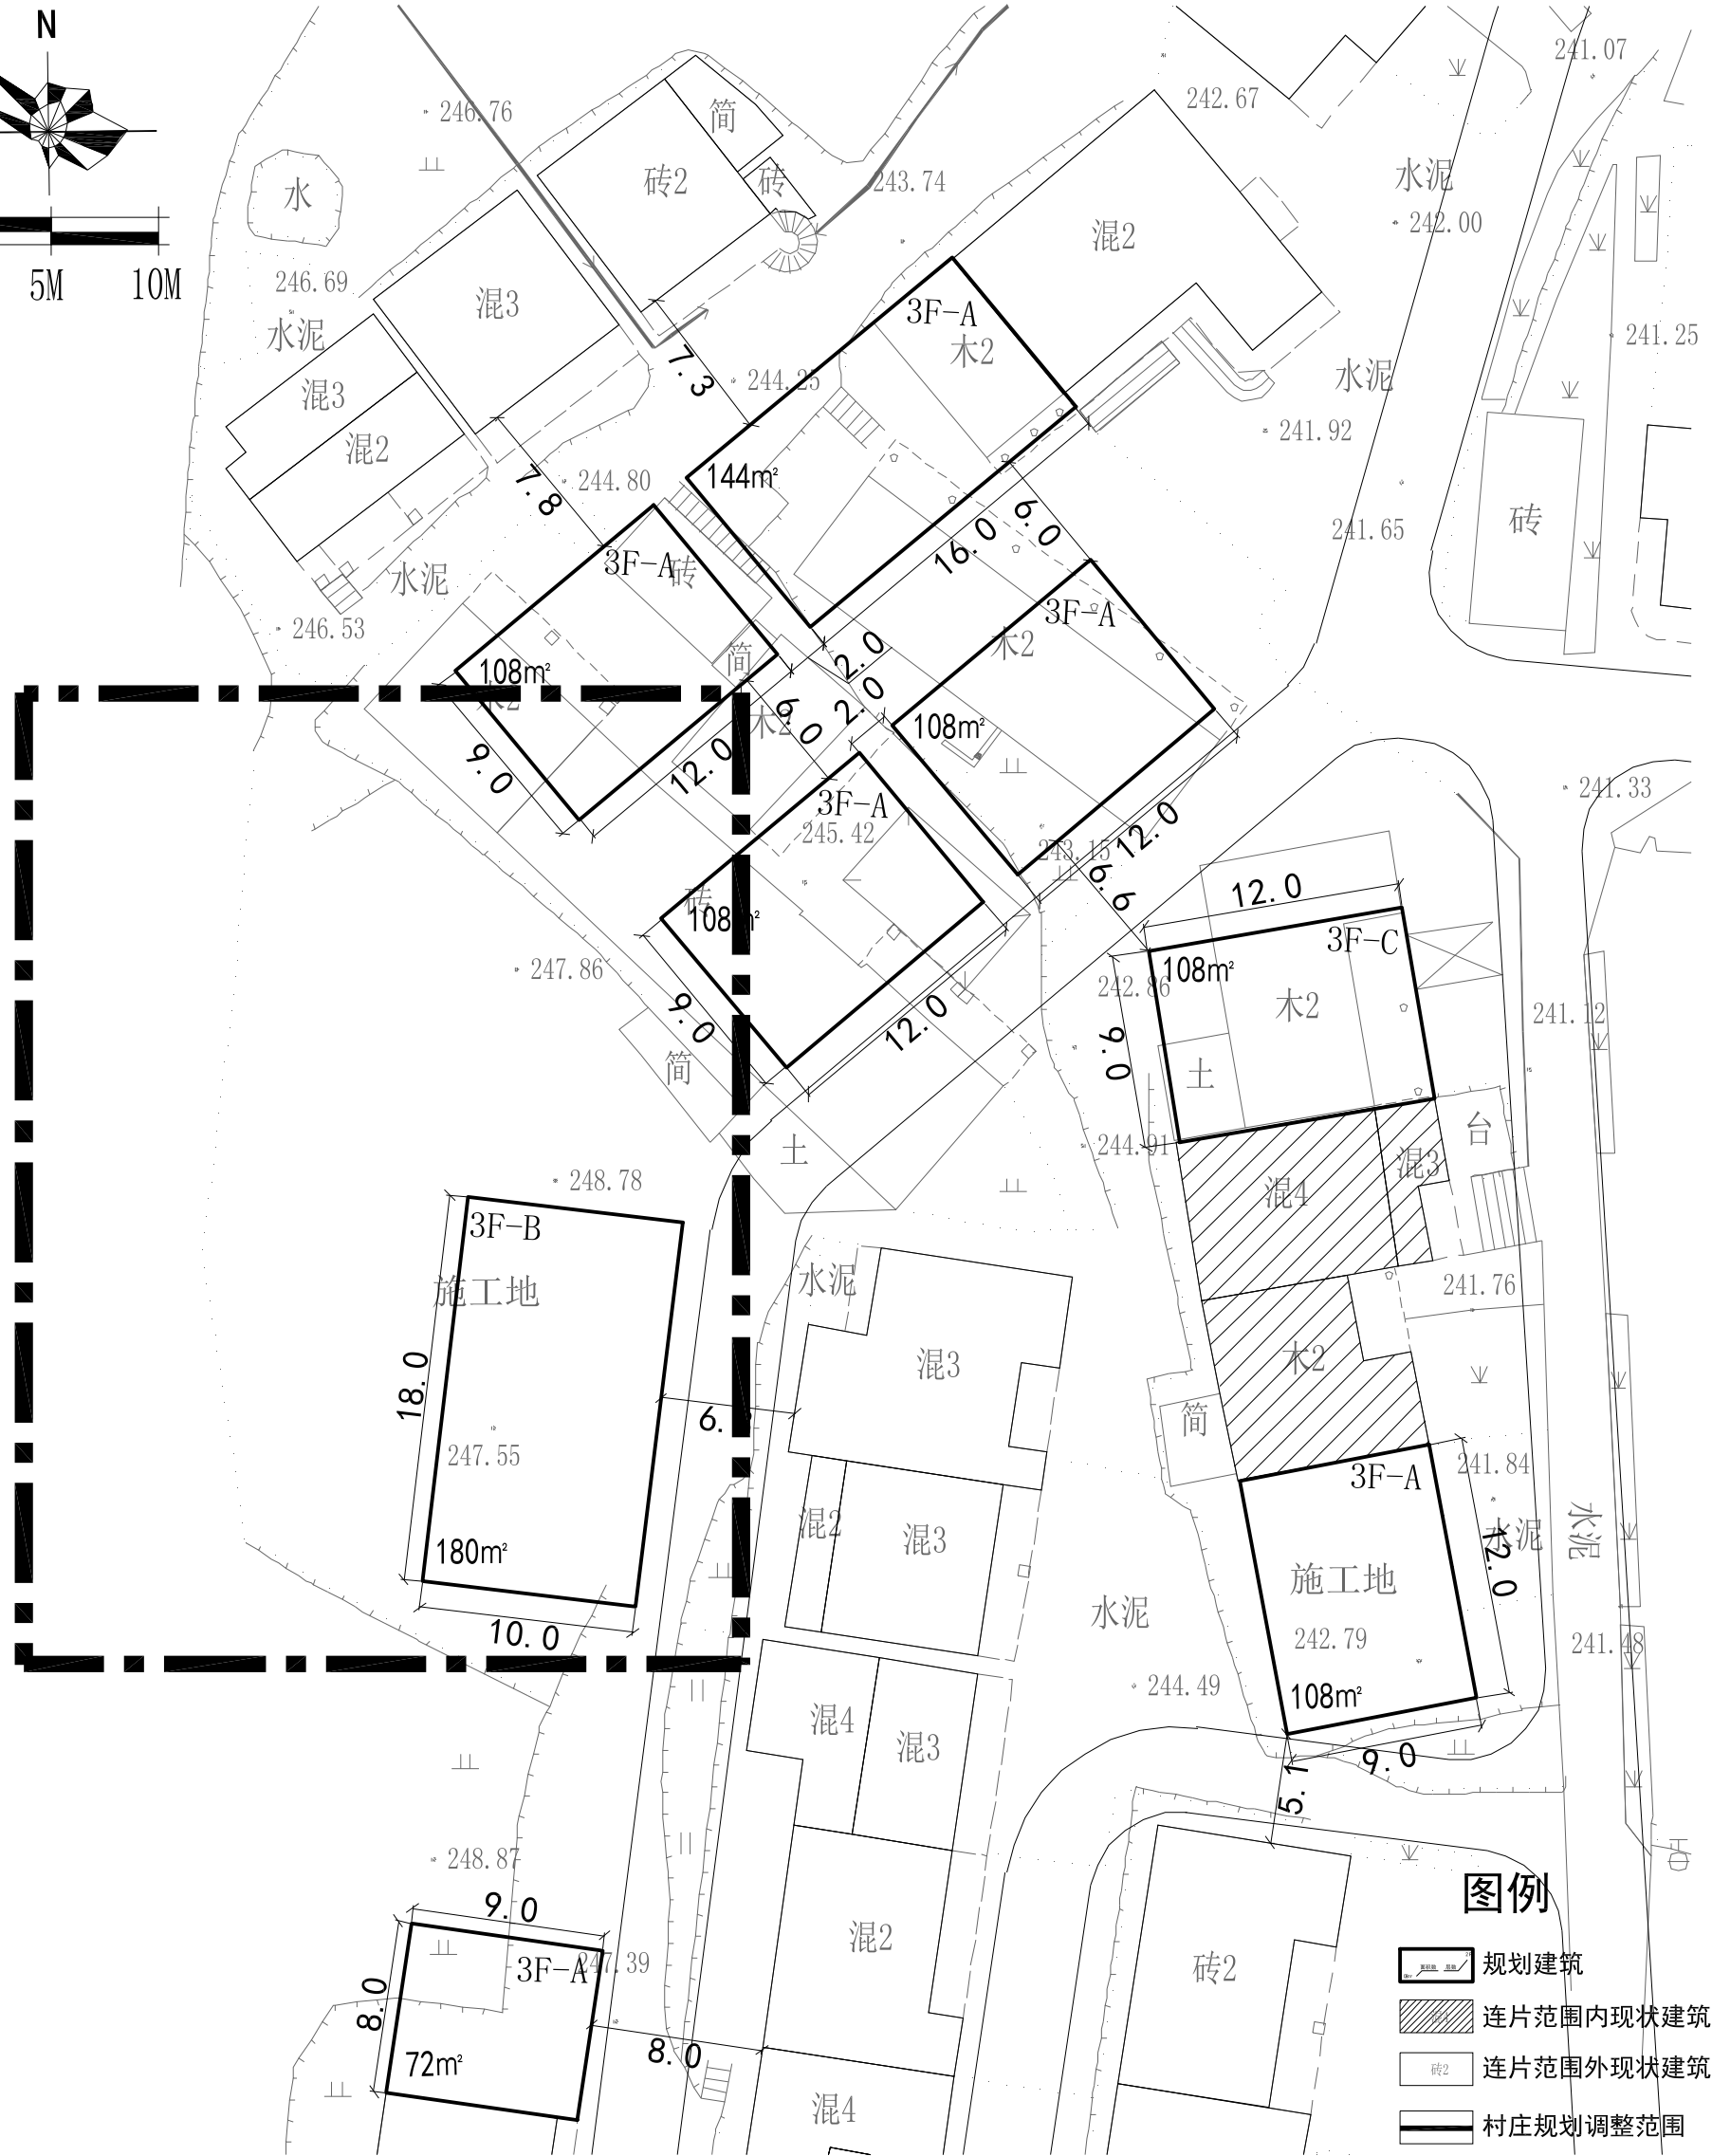 N
5M 10M
水
246.76
简
砖2
砖
243.74
242.67
241.07
水泥
242.00
混2
241.25
246.69
水泥
混3
混3
混2
7.3
244.25
3F-A
木2
水泥
241.92
241.65
砖
144m²
7.8
244.80
16.0
6.0
水泥
246.53
3F-A
砖
108m²
木2
简
木2
2.0
2.0
6.0
9.0
12.0
3F-A
木2
108m²
243.15
12.0
6.6
241.33
3F-A
245.42
砖
108m²
247.86
9.0
12.0
简
土
12.0
3F-C
108m²
242.86
木2
9.0
土
241.12
244.91
台
混3
混4
248.78
3F-B
施工地
18.0
247.55
180m²
10.0
6.
水泥
混3
241.76
木2
简
混2
混3
3F-A
241.84
水泥
水泥
12.0
施工地
242.79
108m²
水泥
241.48
244.49
混4
混3
9.0
5.1
248.87
9.0
3F-A
247.39
8.0
72m²
8.0
混2
混4
砖2
图例
规划建筑
连片范围内现状建筑
砖2
连片范围外现状建筑
村庄规划调整范围